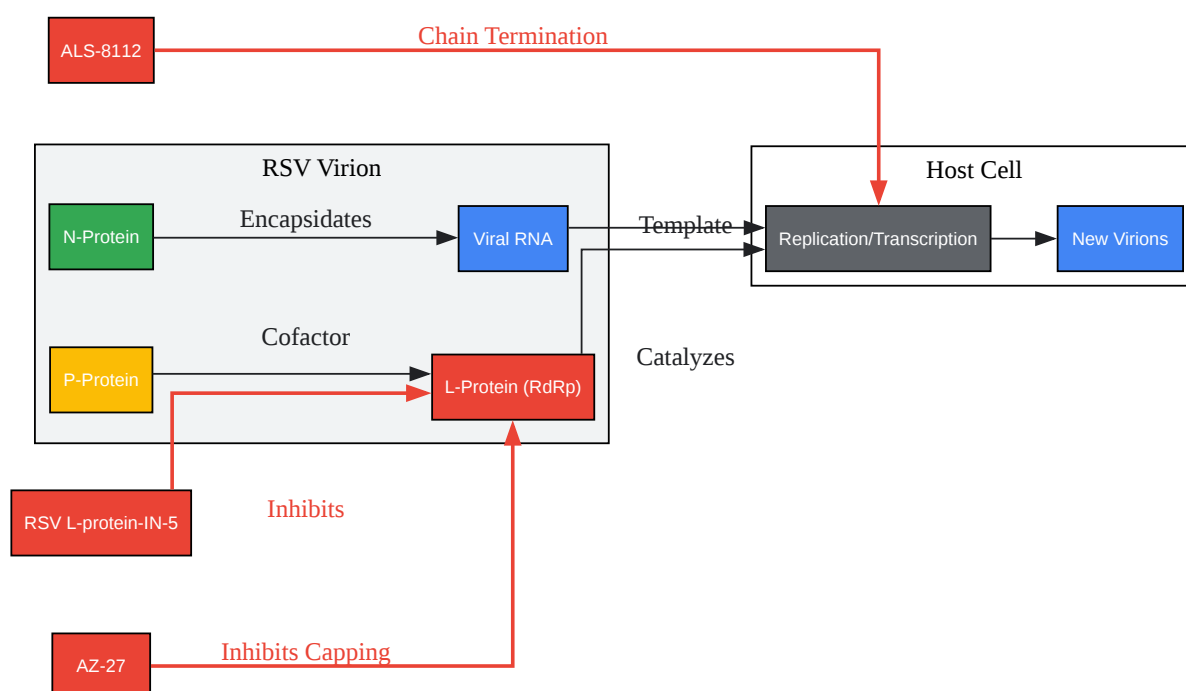 ALS-8112
Chain Termination
RSV Virion
Host Cell
N-Protein
Encapsidates
Viral RNA
Template
Replication/Transcription
New Virions
P-Protein
Cofactor
L-Protein (RdRp)
Catalyzes
RSV L-protein-IN-5
Inhibits
AZ-27
Inhibits Capping